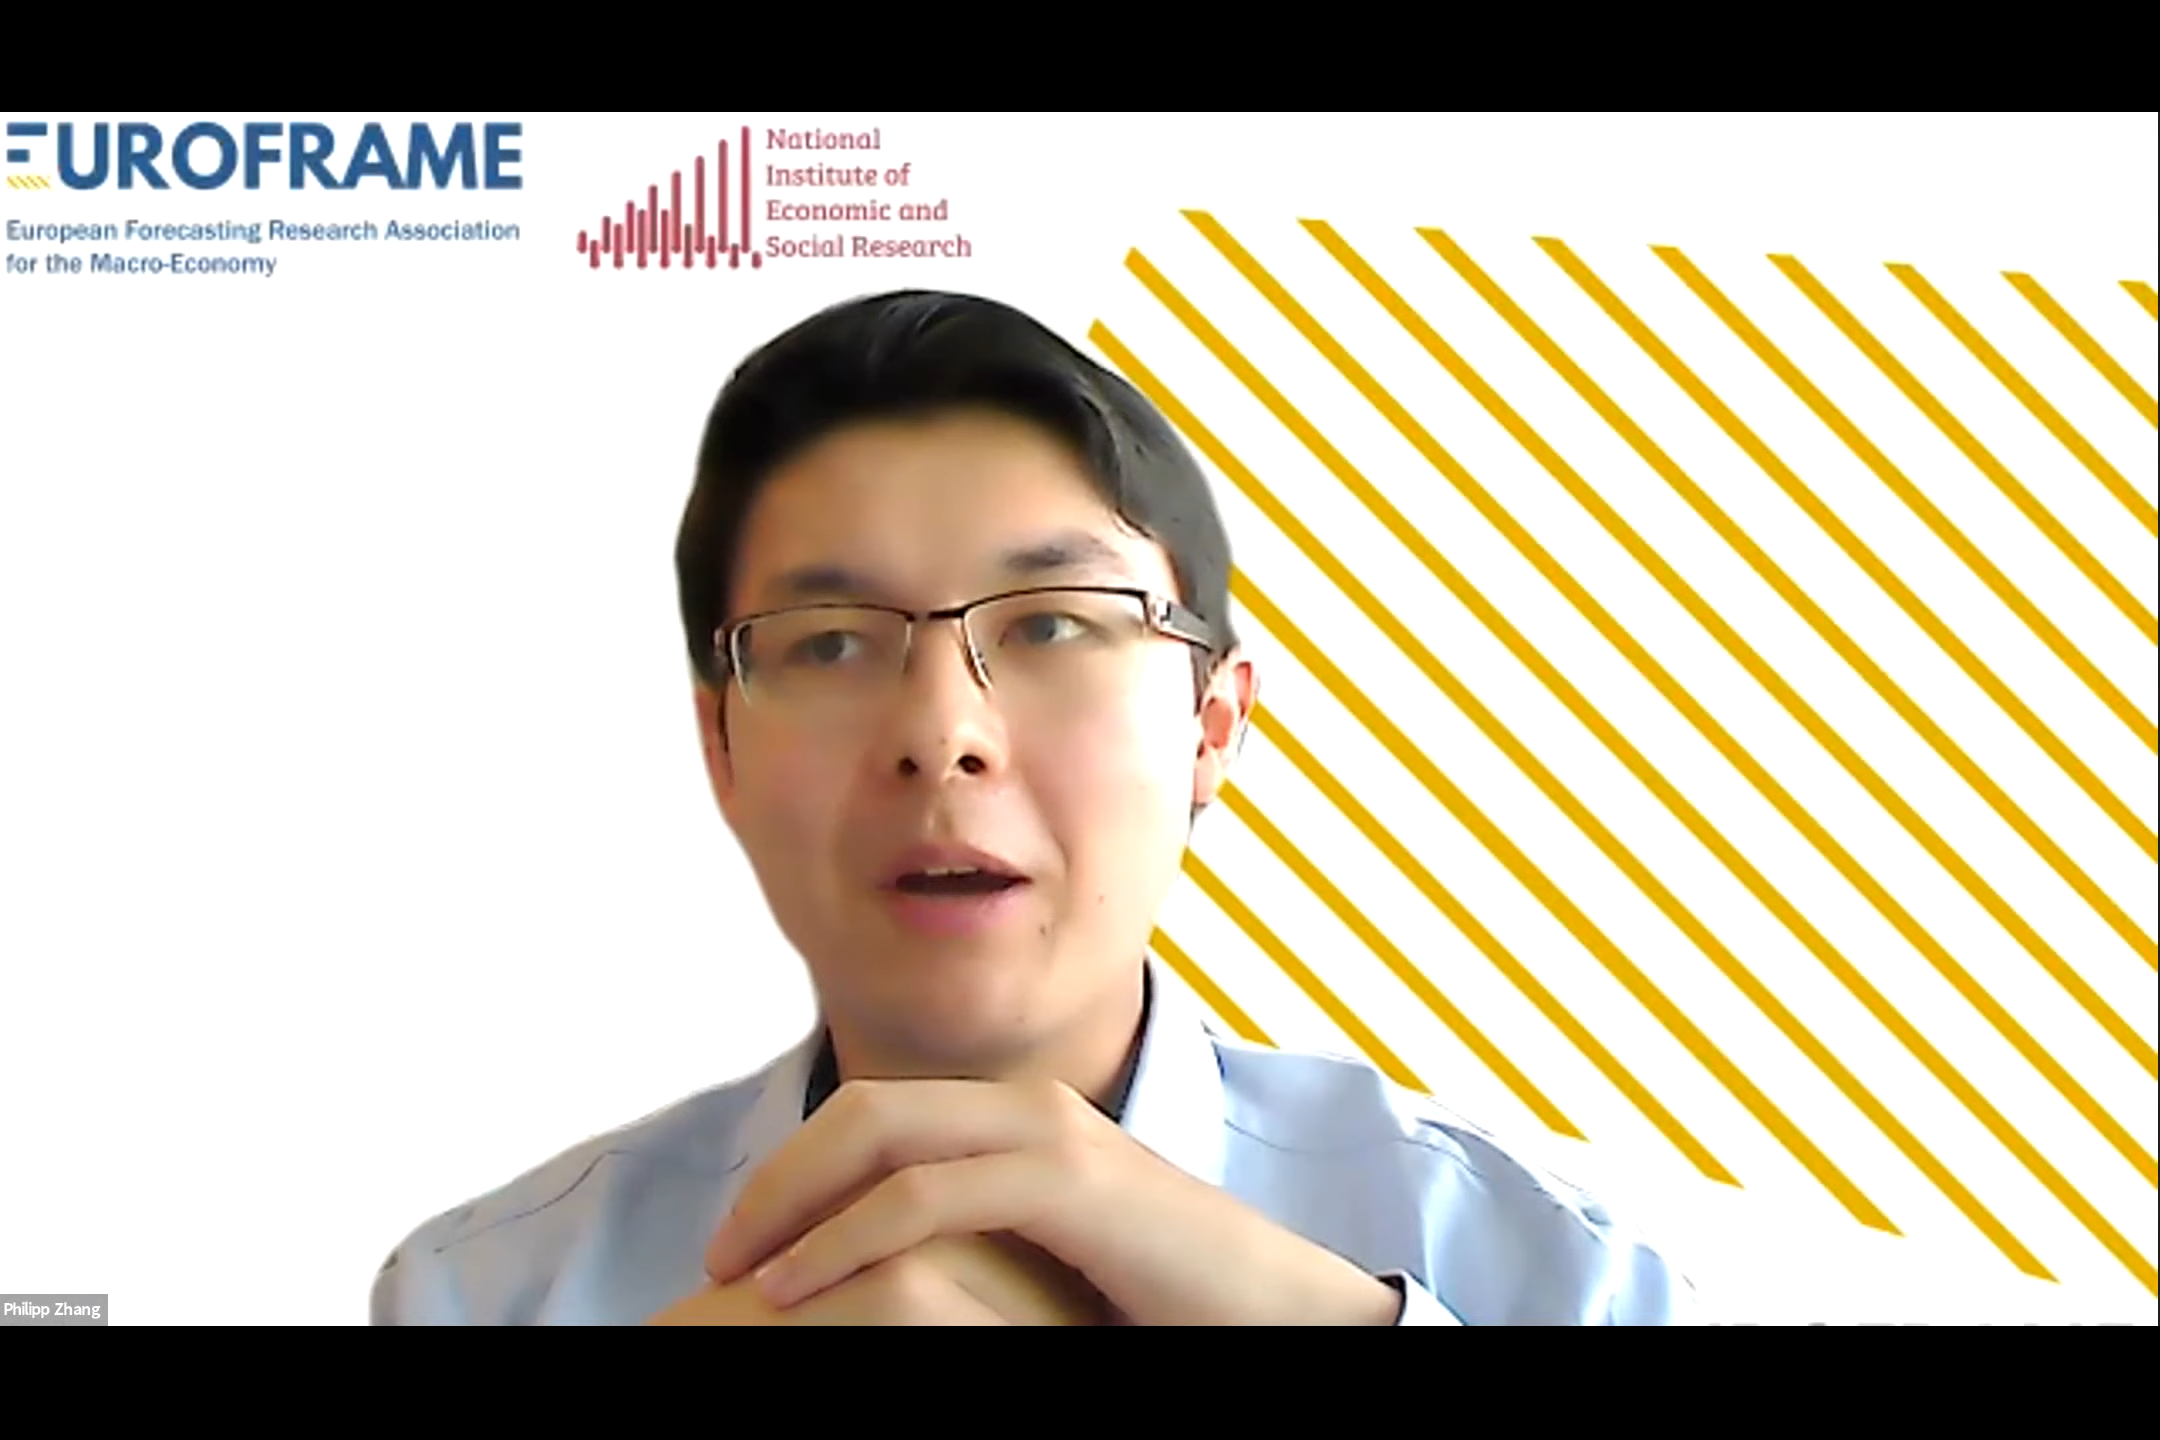 EUROFRAME
European Forecasting Research Association
for the Macro-Economy
National
Institute of
Economic and
Social Research
Philipp Zhang